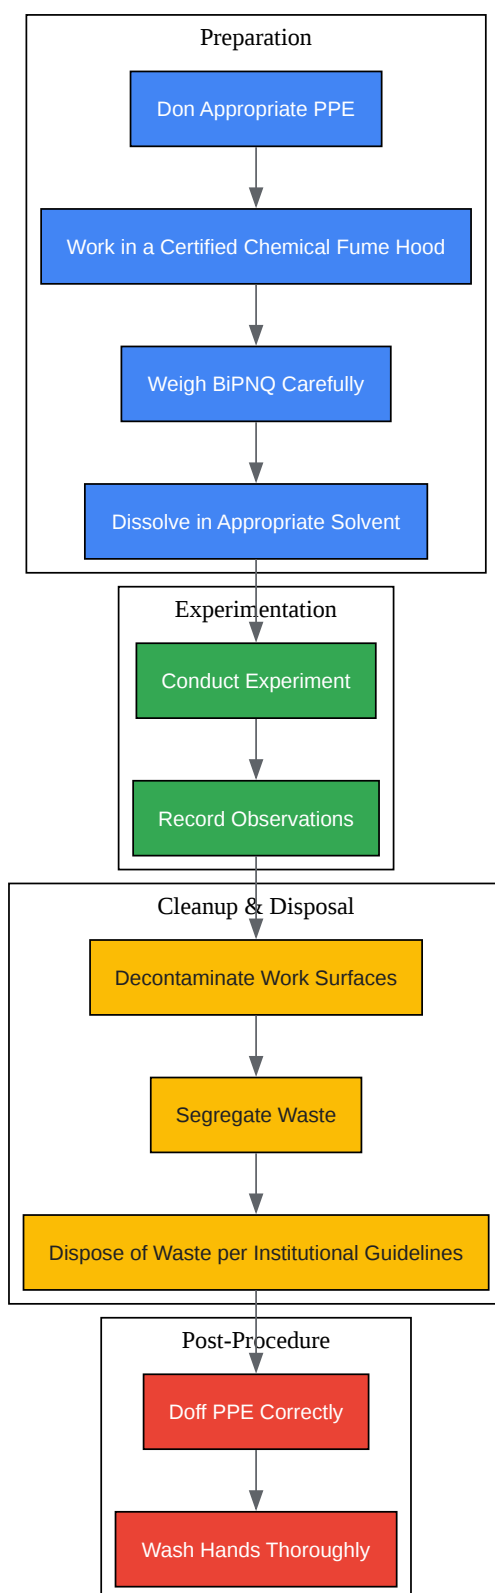 Preparation
Don Appropriate PPE
Work in a Certified Chemical Fume Hood
Weigh BiPNQ Carefully
Dissolve in Appropriate Solvent
Experimentation
Conduct Experiment
Record Observations
Cleanup & Disposal
Decontaminate Work Surfaces
Segregate Waste
Dispose of Waste per Institutional Guidelines
Post-Procedure
Doff PPE Correctly
Wash Hands Thoroughly